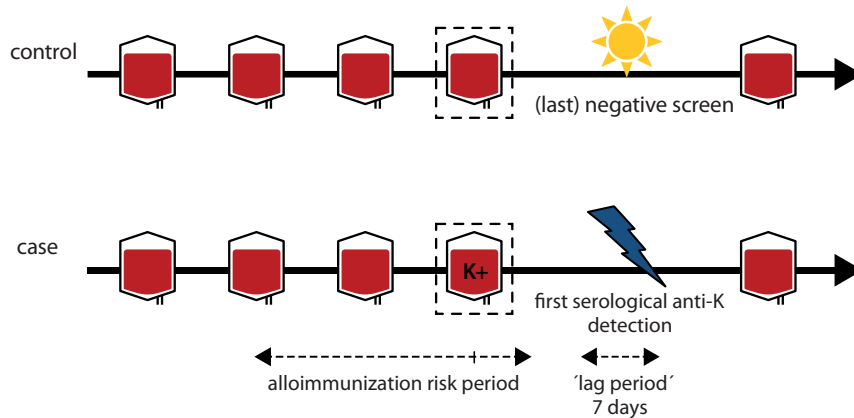 control
(last) negative screen
case
K+
first serological anti-K
detection
alloimmunization risk period
´lag period´
7 days